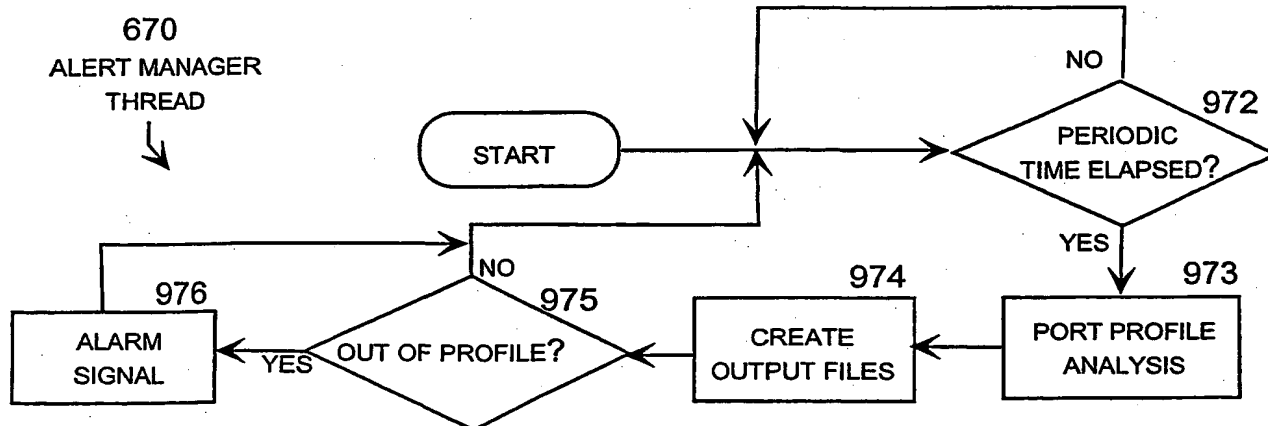 670
ALERT MANAGER
THREAD
START
NO
972
PERIODIC
TIME ELAPSED?
YES
973
PORT PROFILE
ANALYSIS
974
CREATE
OUTPUT FILES
975
NO
OUT OF PROFILE?
YES
976
ALARM
SIGNAL